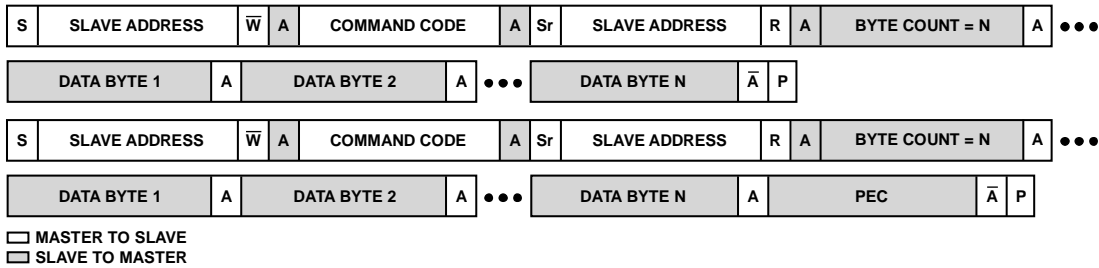 S SLAVE ADDRESS W̅ A COMMAND CODE A Sr SLAVE ADDRESS R A BYTE COUNT = N A •••
DATA BYTE 1 A DATA BYTE 2 A ••• DATA BYTE N A̅ P
S SLAVE ADDRESS W̅ A COMMAND CODE A Sr SLAVE ADDRESS R A BYTE COUNT = N A •••
DATA BYTE 1 A DATA BYTE 2 A ••• DATA BYTE N A PEC A̅ P
MASTER TO SLAVE
SLAVE TO MASTER